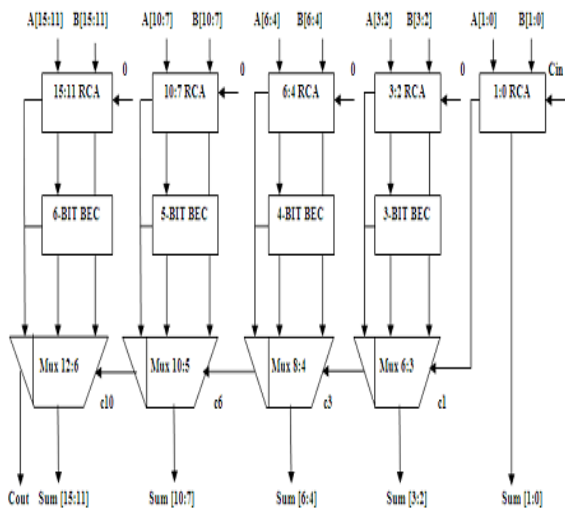 A[15:11] B[15:11] A[10:7] B[10:7] A[6:4] B[6:4] A[3:2] B[3:2] A[1:0] B[1:0]
0 0 0 0 Cin
15:11 RCA 10:7 RCA 6:4 RCA 3:2 RCA 1:0 RCA
6-BIT BEC 5-BIT BEC 4-BIT BEC 3-BIT BEC
Mux 12:6 Mux 10:5 Mux 8:4 Mux 6:3
c10 c6 c3 c1
Cout Sum [15:11] Sum [10:7] Sum [6:4] Sum [3:2] Sum [1:0]